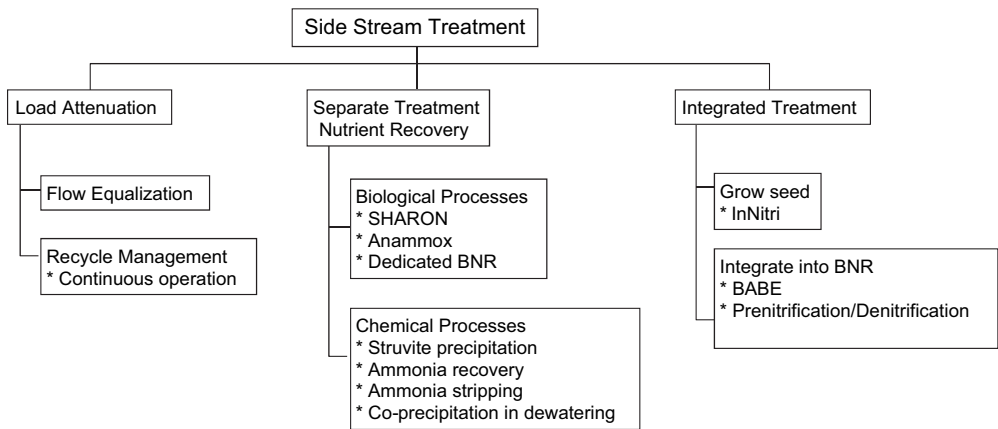 Side Stream Treatment
Load Attenuation
Flow Equalization
Recycle Management
* Continuous operation
Separate Treatment
Nutrient Recovery
Biological Processes
* SHARON
* Anammox
* Dedicated BNR
Chemical Processes
* Struvite precipitation
* Ammonia recovery
* Ammonia stripping
* Co-precipitation in dewatering
Integrated Treatment
Grow seed
* InNitri
Integrate into BNR
* BABE
* Prenitrification/Denitrification